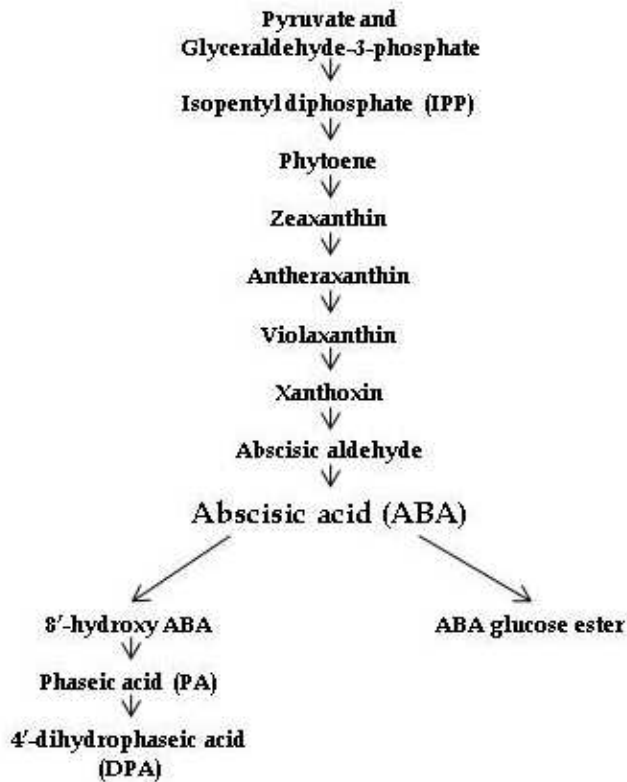 Pyruvate and
Glyceraldehyde-3-phosphate
Isopentyl diphosphate (IPP)
Phytoene
Zeaxanthin
Antheraxanthin
Violaxanthin
Xanthoxin
Abscisic aldehyde
Abscisic acid (ABA)
8′-hydroxy ABA
ABA glucose ester
Phaseic acid (PA)
4′-dihydrophaseic acid
(DPA)